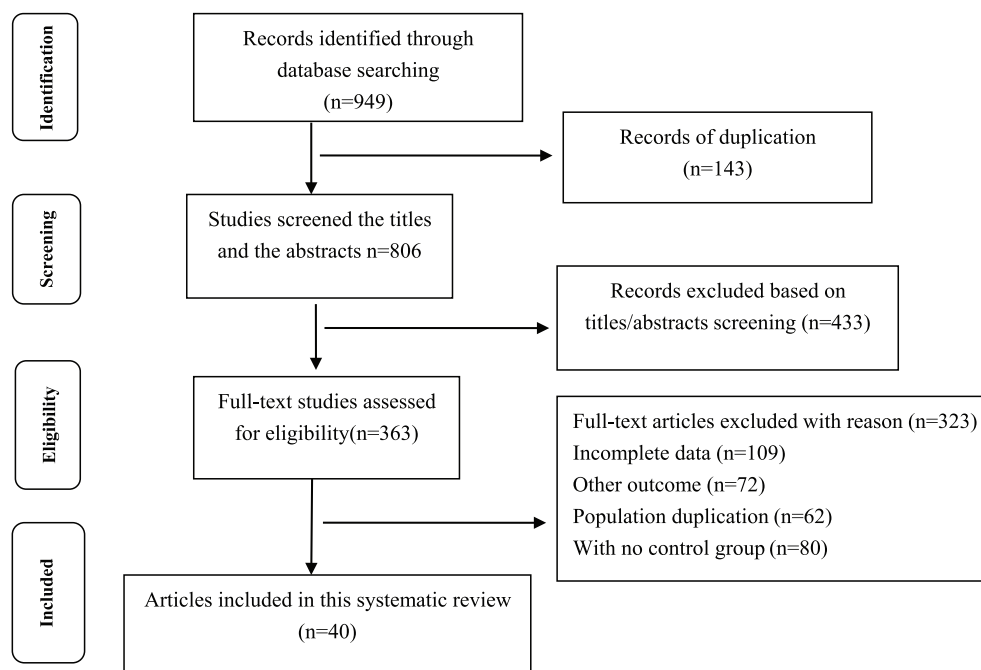 Identification
Records identified through
database searching
(n=949)
Records of duplication
(n=143)
Screening
Studies screened the titles
and the abstracts n=806
Records excluded based on
titles/abstracts screening (n=433)
Eligibility
Full-text studies assessed
for eligibility(n=363)
Full-text articles excluded with reason (n=323)
Incomplete data (n=109)
Other outcome (n=72)
Population duplication (n=62)
With no control group (n=80)
Included
Articles included in this systematic review
(n=40)